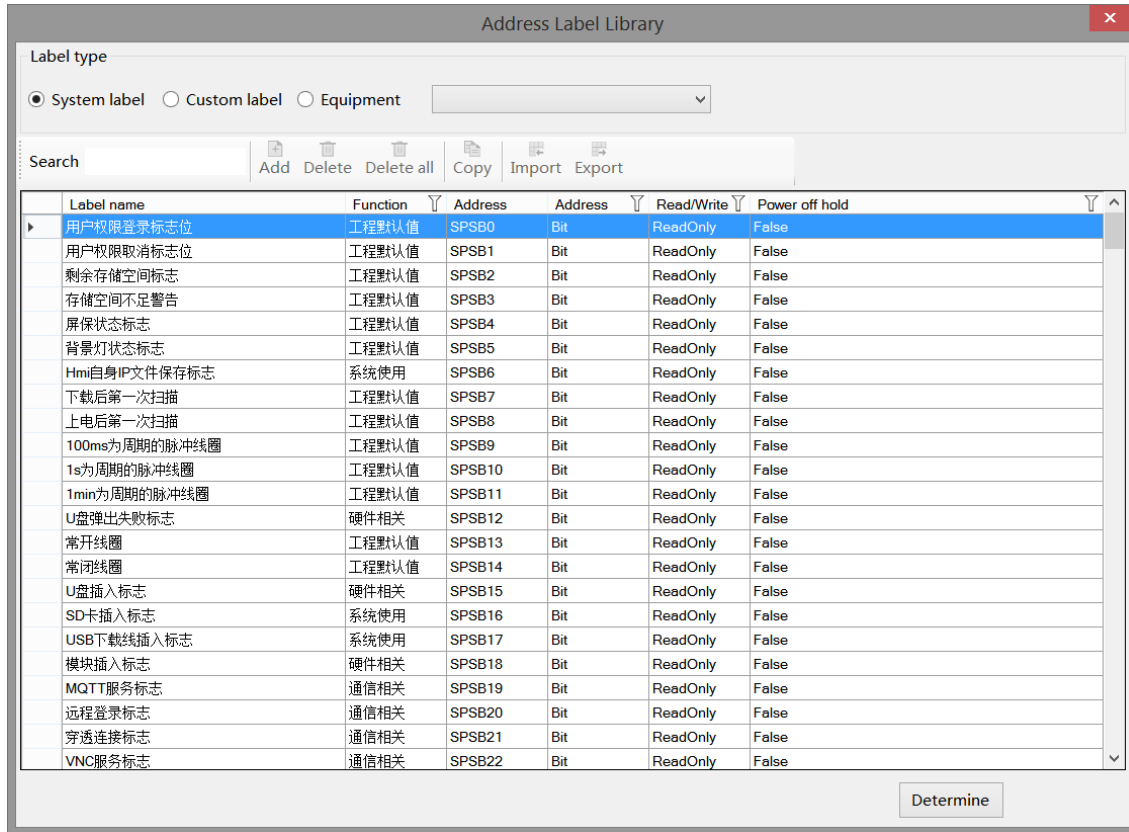 Address Label Library
Label type
System label Custom label Equipment
Search Add Delete Delete all Copy Import Export
Label name Function Address Address Read/Write Power off hold
用户权限登录标志位 工程默认值 SPSB0 Bit ReadOnly False
用户权限取消标志位 工程默认值 SPSB1 Bit ReadOnly False
剩余存储空间标志 工程默认值 SPSB2 Bit ReadOnly False
存储空间不足警告 工程默认值 SPSB3 Bit ReadOnly False
屏保状态标志 工程默认值 SPSB4 Bit ReadOnly False
背景灯状态标志 工程默认值 SPSB5 Bit ReadOnly False
Hmi自身IP文件保存标志 系统使用 SPSB6 Bit ReadOnly False
下载后第一次扫描 工程默认值 SPSB7 Bit ReadOnly False
上电后第一次扫描 工程默认值 SPSB8 Bit ReadOnly False
100ms为周期的脉冲线圈 工程默认值 SPSB9 Bit ReadOnly False
1s为周期的脉冲线圈 工程默认值 SPSB10 Bit ReadOnly False
1min为周期的脉冲线圈 工程默认值 SPSB11 Bit ReadOnly False
U盘弹出失败标志 硬件相关 SPSB12 Bit ReadOnly False
常开线圈 工程默认值 SPSB13 Bit ReadOnly False
常闭线圈 工程默认值 SPSB14 Bit ReadOnly False
U盘插入标志 硬件相关 SPSB15 Bit ReadOnly False
SD卡插入标志 系统使用 SPSB16 Bit ReadOnly False
USB下载线插入标志 系统使用 SPSB17 Bit ReadOnly False
模块插入标志 硬件相关 SPSB18 Bit ReadOnly False
MQTT服务标志 通信相关 SPSB19 Bit ReadOnly False
远程登录标志 通信相关 SPSB20 Bit ReadOnly False
穿透连接标志 通信相关 SPSB21 Bit ReadOnly False
VNC服务标志 通信相关 SPSB22 Bit ReadOnly False
Determine